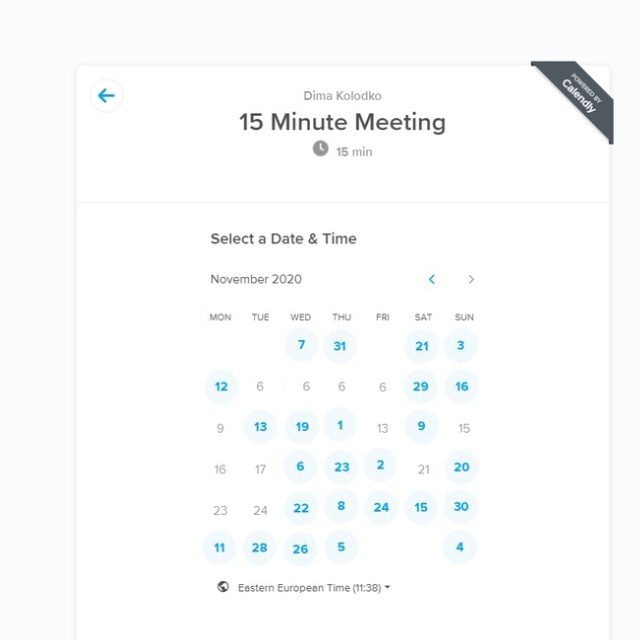 POWERED BY
Calendly
Dima Kolodko
15 Minute Meeting
15 min
Select a Date & Time
November 2020
MON TUE WED THU FRI SAT SUN
7 31 21 3
12 6 6 6 6 29 16
9 13 19 1 13 9 15
16 17 6 23 2 21 20
23 24 22 8 24 15 30
11 28 26 5 4
Eastern European Time (11:38)